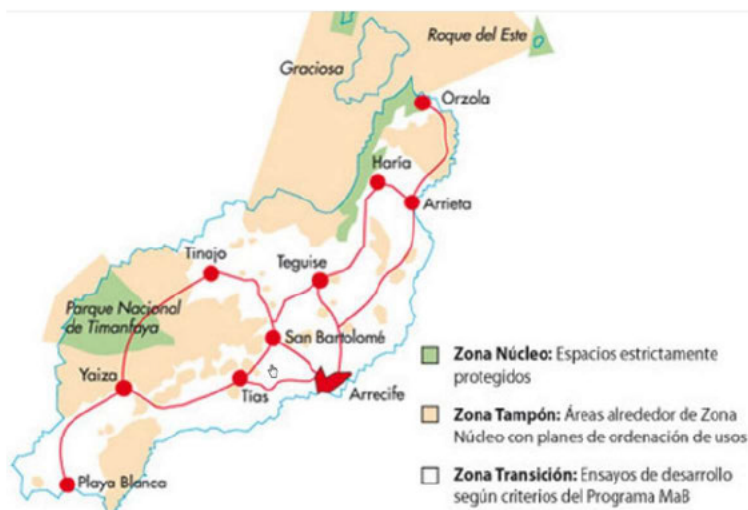 Roque del Este
Graciosa
Orzola
Haría
Arrieta
Tinajo
Teguise
Parque Nacional
de Timanfaya
San Bartolomé
Yaiza
Tias
Arrecife
Playa Blanca
Zona Núcleo: Espacios estrictamente
protegidos
Zona Tampón: Áreas alrededor de Zona
Núcleo con planes de ordenación de usos
Zona Transición: Ensayos de desarrollo
según criterios del Programa MaB